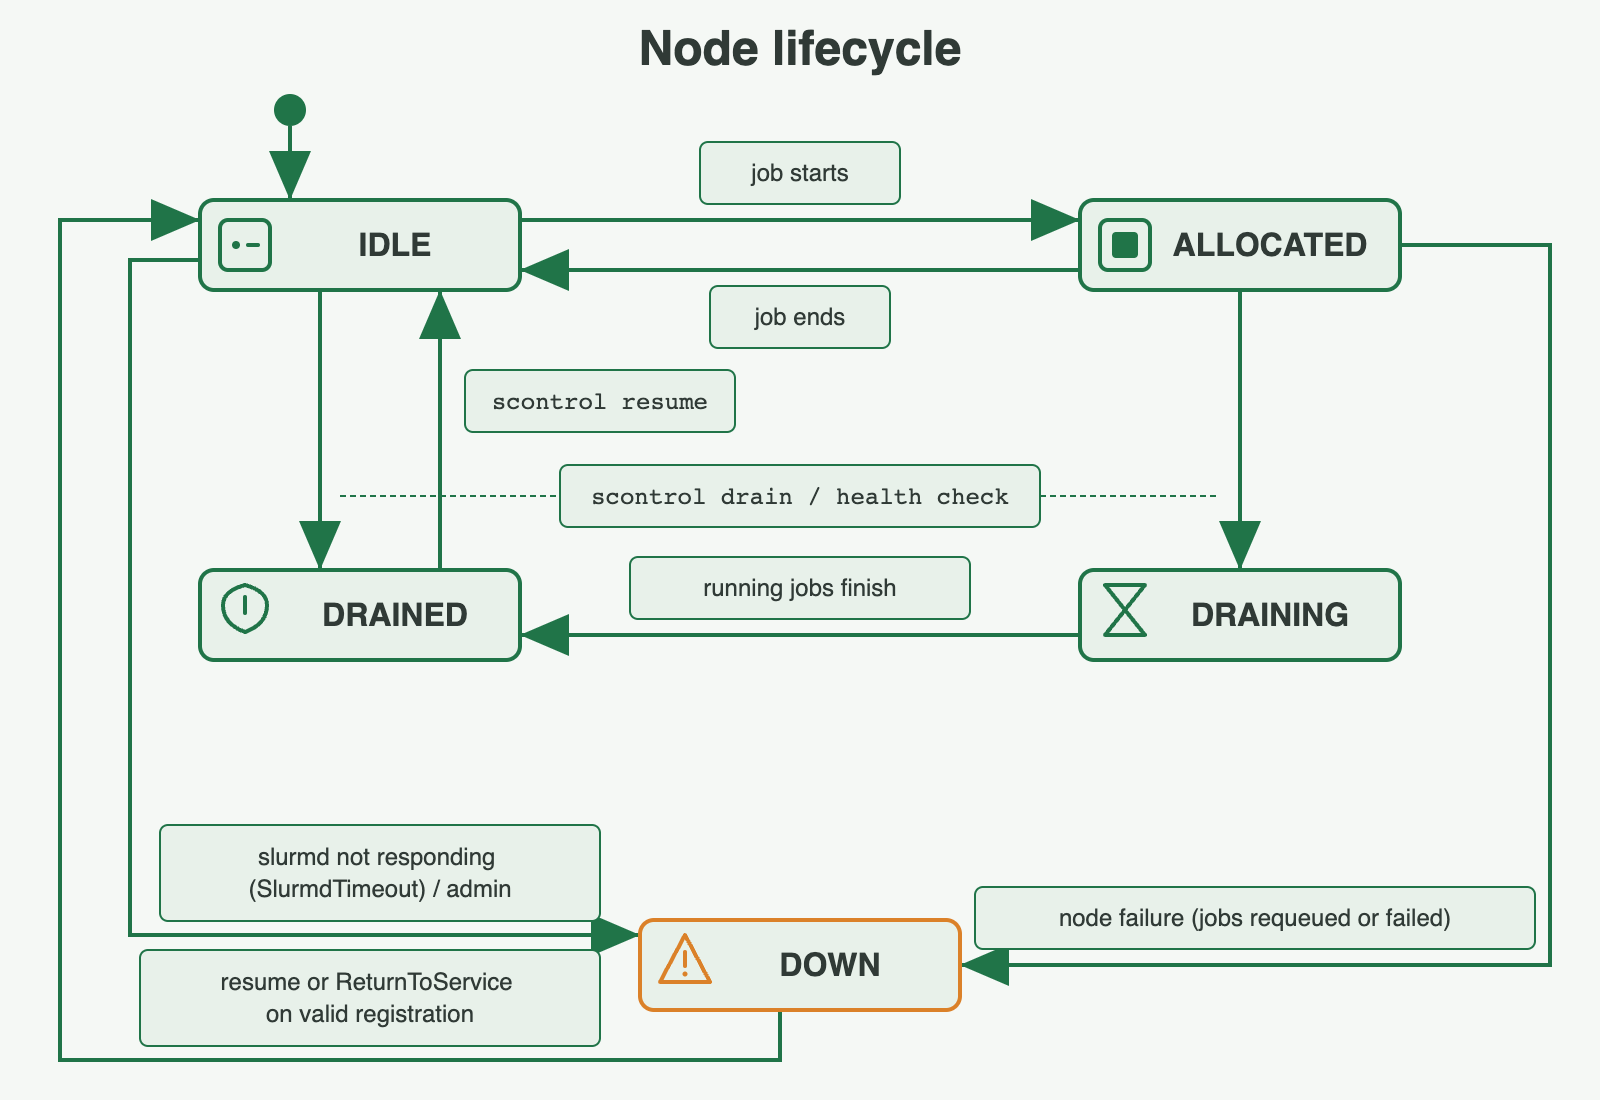 Node lifecycle
job starts
IDLE
ALLOCATED
job ends
scontrol resume
scontrol drain / health check
running jobs finish
DRAINED
DRAINING
slurmd not responding
(SlurmdTimeout) / admin
node failure (jobs requeued or failed)
DOWN
resume or ReturnToService
on valid registration